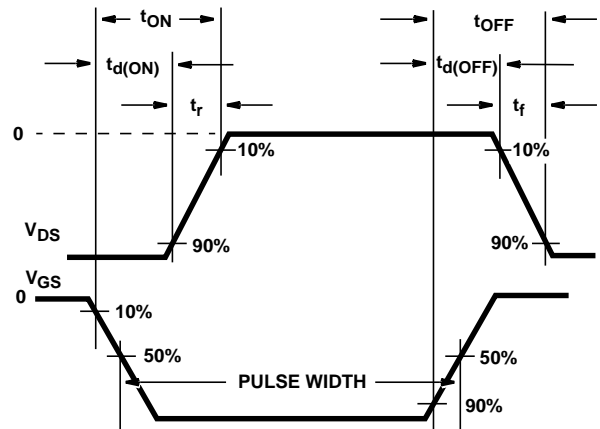 tON
tOFF
td(ON)
td(OFF)
tr
tf
0
10%
10%
VDS
90%
90%
VGS
0
10%
50%
50%
PULSE WIDTH
90%